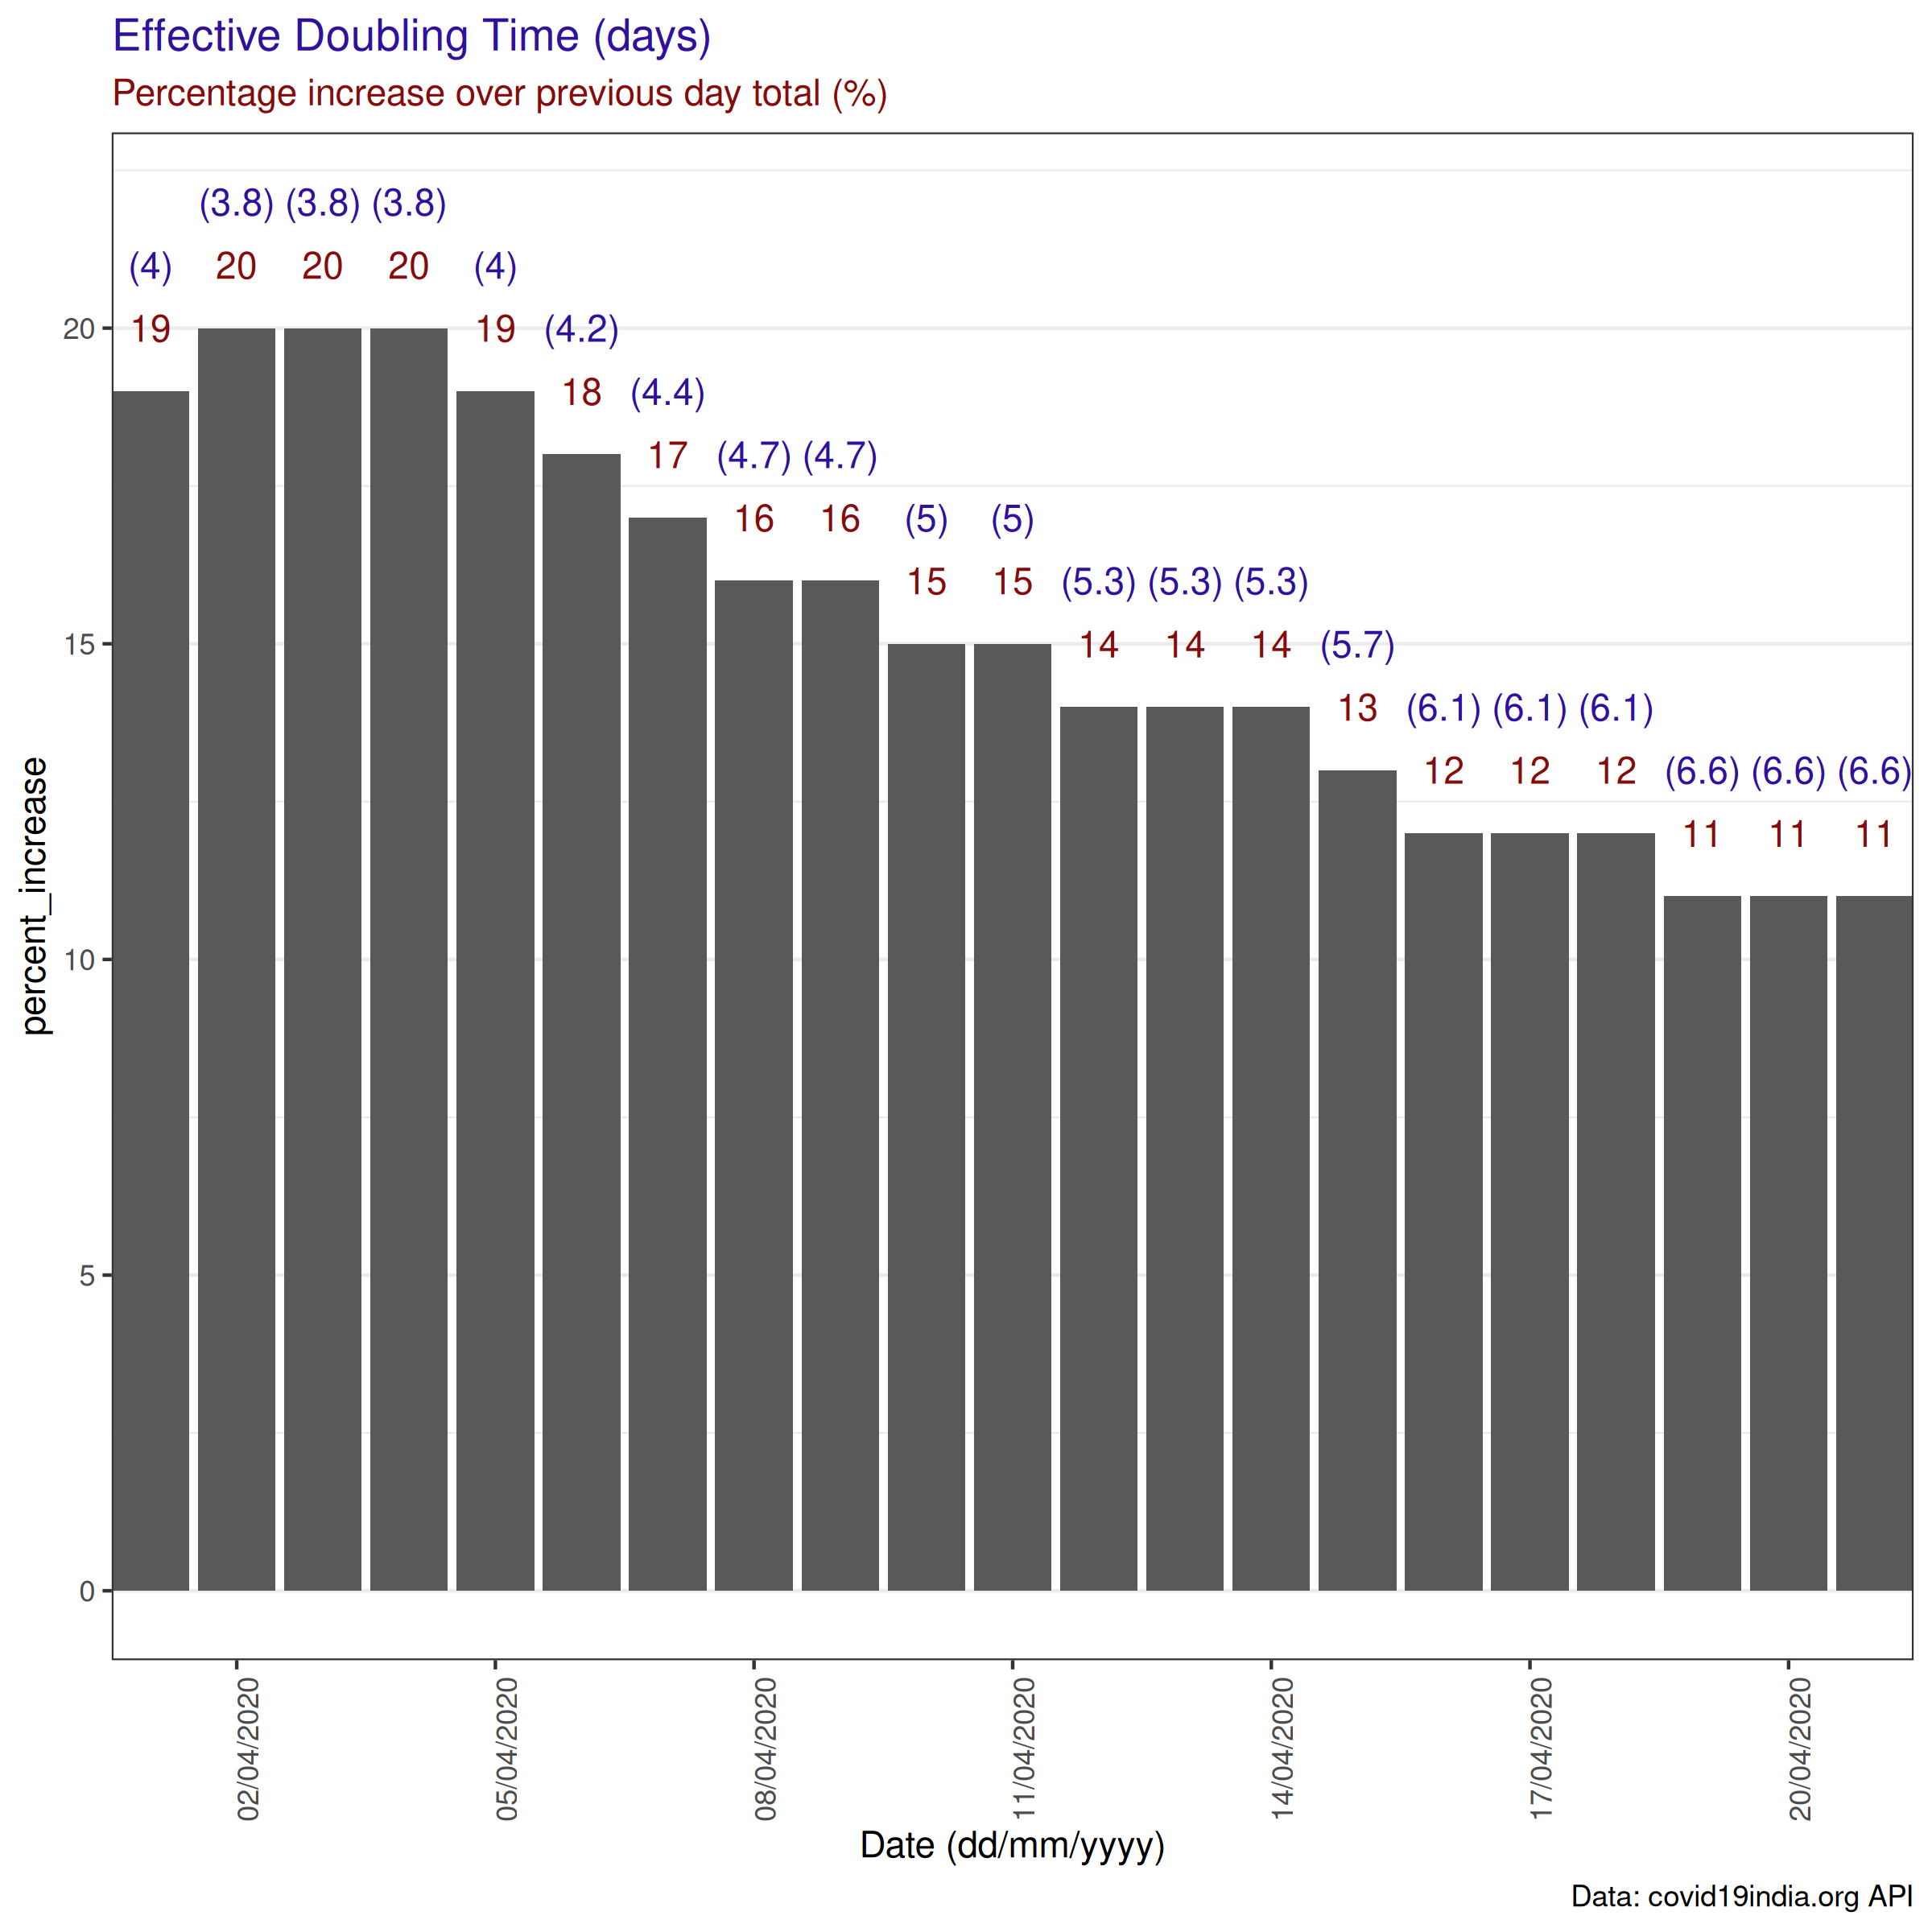 Effective Doubling Time (days)
Percentage increase over previous day total (%)
(3.8) (3.8) (3.8)
(4) 20 20 20 (4)
20 19 19 (4.2)
18 (4.4)
17 (4.7) (4.7)
16 16 (5) (5)
15 15 (5.3) (5.3) (5.3)
15 14 14 14 (5.7)
13 (6.1) (6.1) (6.1)
12 12 12 (6.6) (6.6) (6.6)
11 11 11
percent_increase
10
5
0
02/04/2020 05/04/2020 08/04/2020 11/04/2020 14/04/2020 17/04/2020 20/04/2020
Date (dd/mm/yyyy)
Data: covid19india.org API